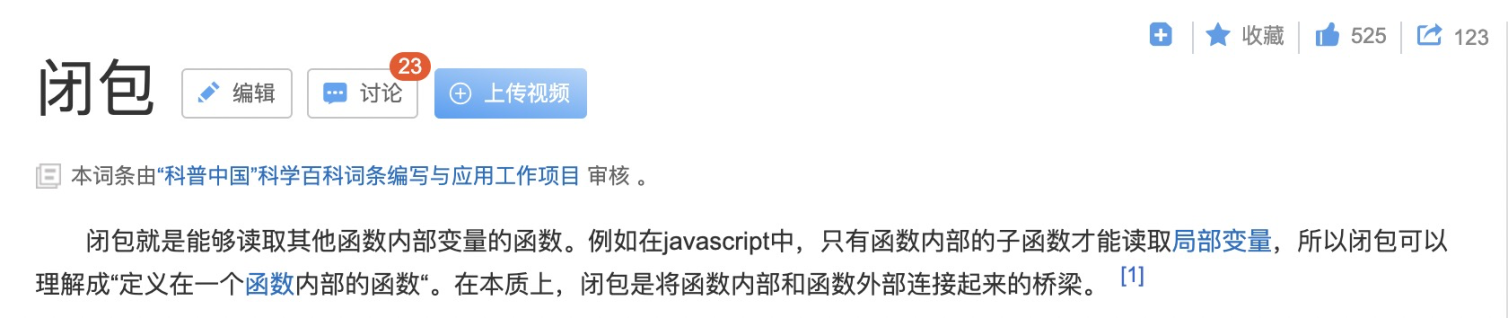 收藏 525 123
闭包 编辑 讨论 23 上传视频
本词条由“科普中国”科学百科词条编写与应用工作项目 审核 。
闭包就是能够读取其他函数内部变量的函数。例如在javascript中，只有函数内部的子函数才能读取局部变量，所以闭包可以
理解成“定义在一个函数内部的函数“。在本质上，闭包是将函数内部和函数外部连接起来的桥梁。 [1]